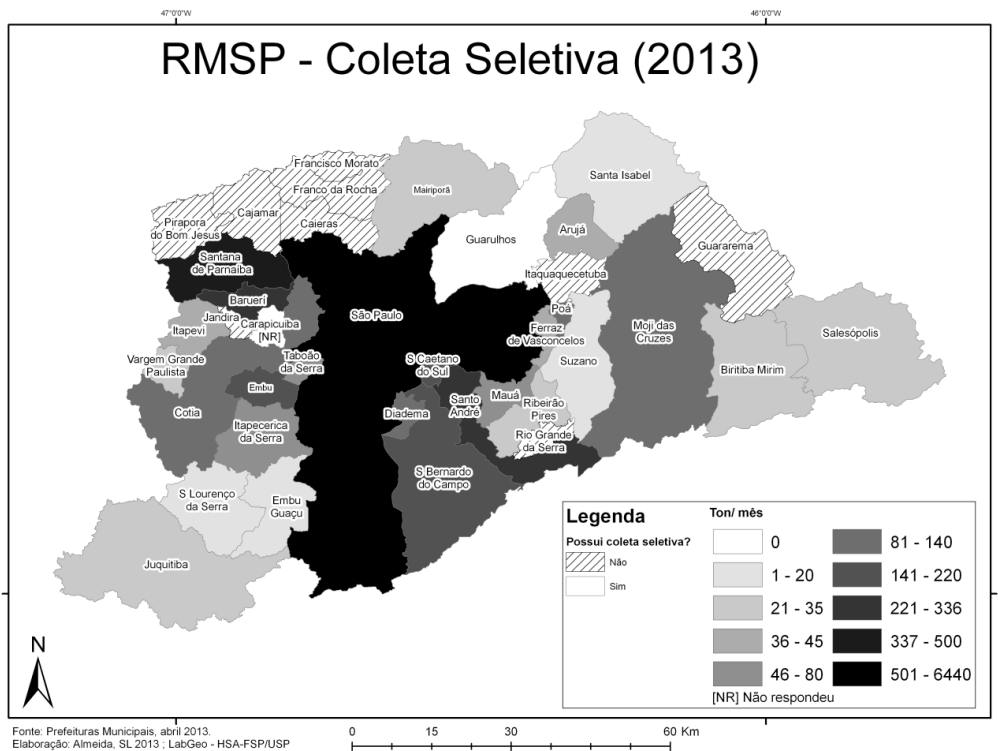 47°0'0"W
46°0'0"W
RMSP - Coleta Seletiva (2013)
Francisco Morato
Franco da Rocha
Mairiporã
Santa Isabel
Cajamar
Pirapora
do Bom Jesus
Caieras
Guarulhos
Arujá
Guararema
Santana
de Parnaíba
Itaquaquecetuba
Barueri
Jandira
Carapicuiba
[NR]
Itapevi
São Paulo
Poá
Ferraz
de Vasconcelos
Moji das
Cruzes
Salesópolis
Vargem Grande
Paulista
Taboão
da Serra
S Caetano
do Sul
Suzano
Biritiba Mirim
Embu
Cotia
Diadema
Santo
André
Mauá
Ribeirão
Pires
Itapecerica
da Serra
Rio Grande
da Serra
S Bernardo
do Campo
S Lourenço
da Serra
Embu
Guaçu
Juquitiba
Legenda
Possui coleta seletiva?
Não
Sim
Ton/ mês
0
1 - 20
21 - 35
36 - 45
46 - 80
81 - 140
141 - 220
221 - 336
337 - 500
501 - 6440
[NR] Não respondeu
N
Fonte: Prefeituras Municipais, abril 2013.
Elaboração: Almeida, SL 2013 ; LabGeo - HSA-FSP/USP
0 15 30 60 Km